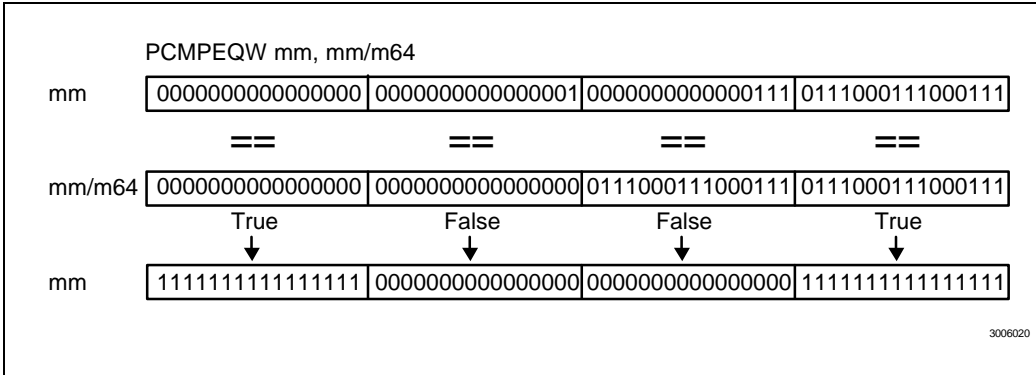 PCMPEQW mm, mm/m64
mm 0000000000000000 0000000000000001 0000000000000111 0111000111000111
== == == ==
mm/m64 0000000000000000 0000000000000000 0111000111000111 0111000111000111
True False False True
mm 1111111111111111 0000000000000000 0000000000000000 1111111111111111
3006020